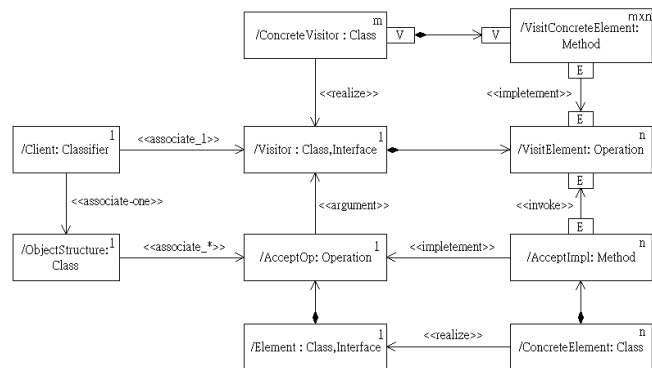 m
/ConcreteVisitor : Class
V
V
mxn
/VisitConcreteElement:
Method
E
<<realize>>
<<impletement>>
E
1
/Client: Classifier
<<associate_1>>
1
/Visitor : Class,Interface
n
/VisitElement: Operation
E
<<associate-one>>
<<argument>>
<<invoke>>
E
1
/ObjectStructure:
Class
<<associate_*>>
1
/AcceptOp: Operation
<<impletement>>
n
/AcceptImpl: Method
1
/Element : Class,Interface
<<realize>>
n
/ConcreteElement: Class